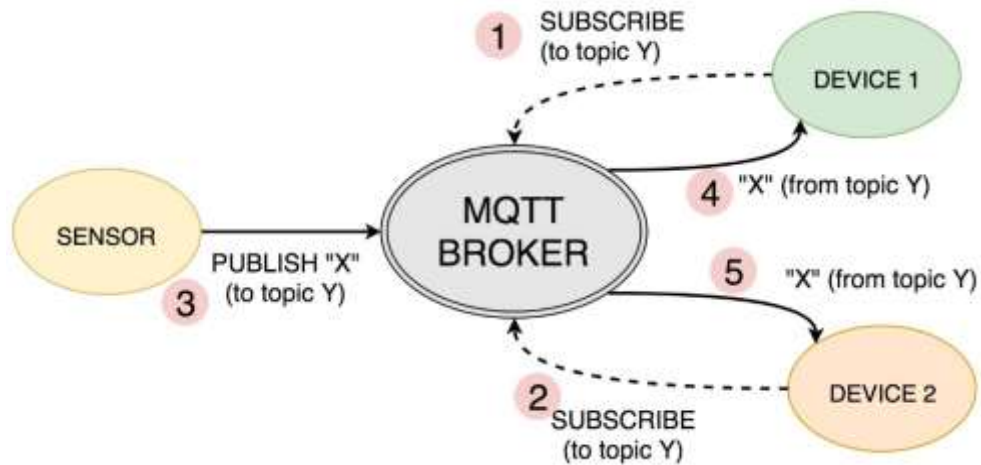 1
SUBSCRIBE
(to topic Y)
DEVICE 1
4
"X" (from topic Y)
MQTT
BROKER
SENSOR
3
PUBLISH "X"
(to topic Y)
5
"X" (from topic Y)
DEVICE 2
2
SUBSCRIBE
(to topic Y)